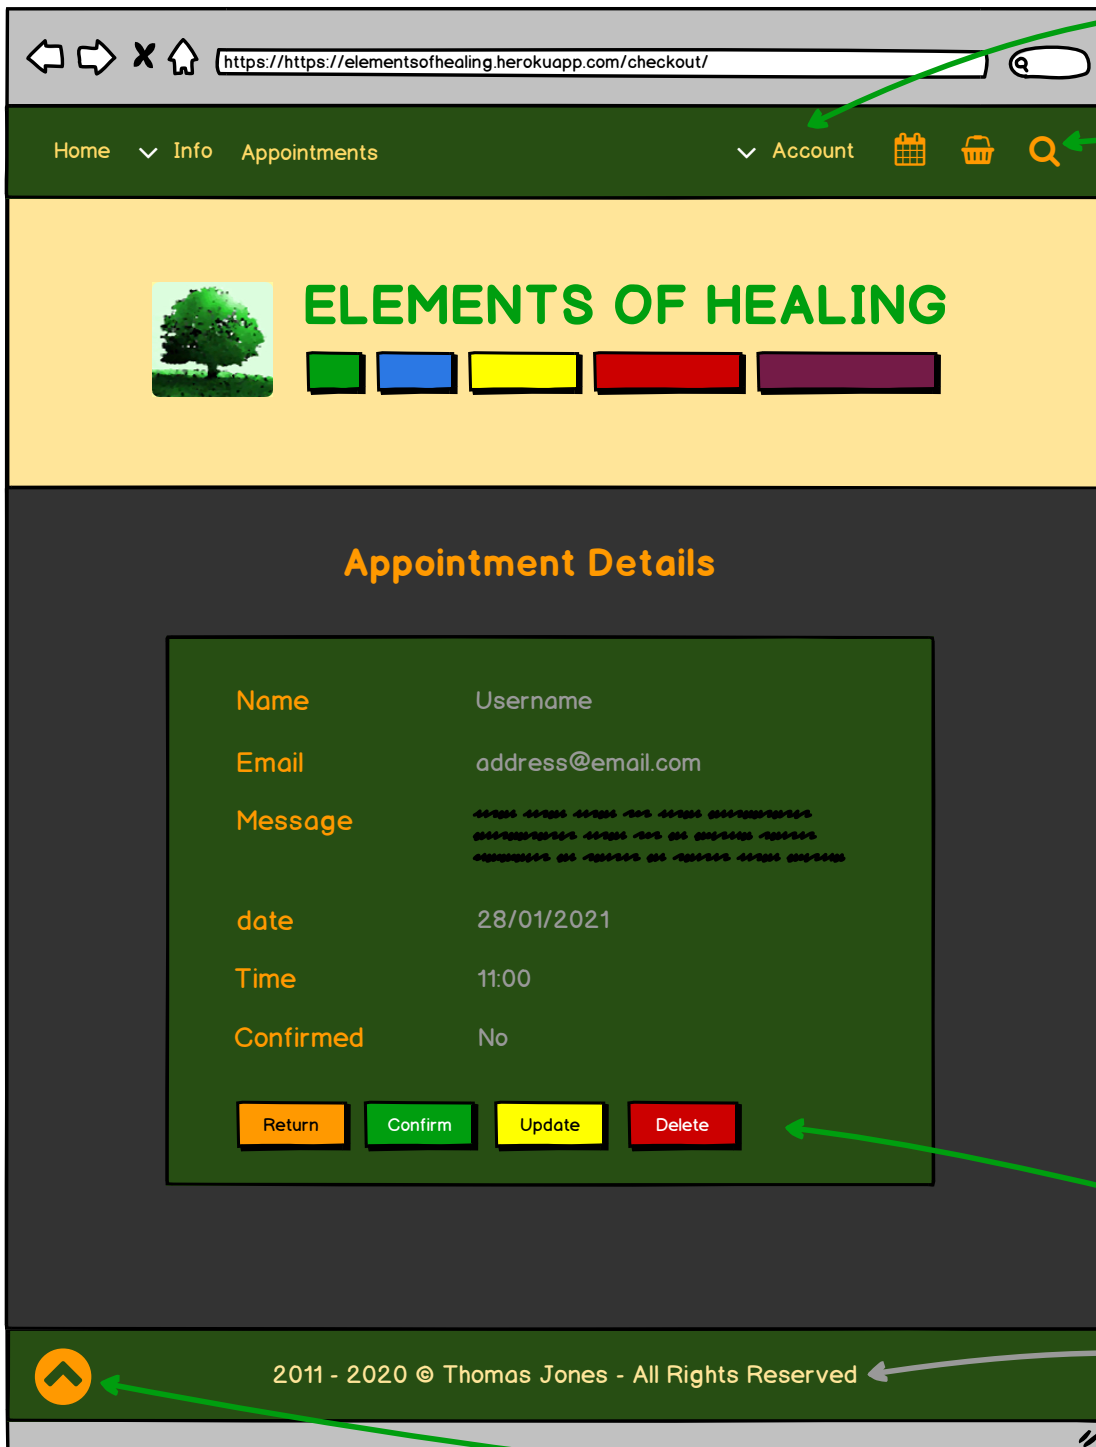 https://https://elementsofhealing.herokuapp.com/checkout/
Home Info Appointments Account
ELEMENTS OF HEALING
Appointment Details
Name Username
Email address@email.com
Message
date 28/01/2021
Time 11:00
Confirmed No
Return Confirm Update Delete
2011 - 2020 © Thomas Jones - All Rights Reserved